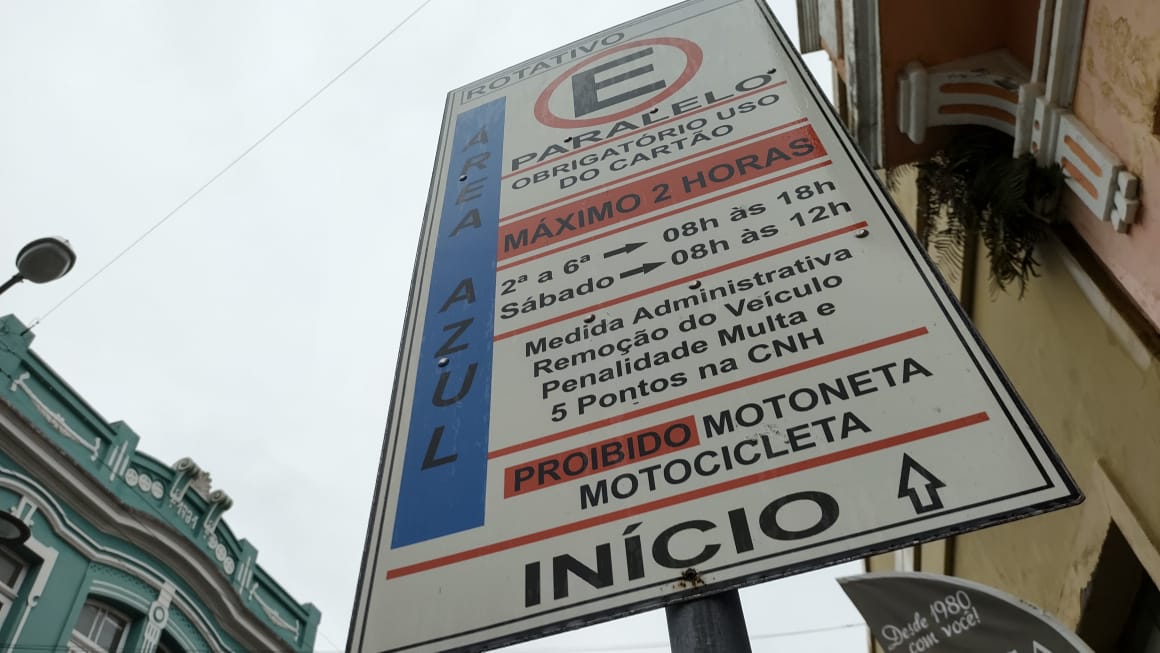 ROTATIVO
E
PARALELO
OBRIGATÓRIO USO
DO CARTÃO
MÁXIMO 2 HORAS
2ª a 6ª → 08h às 18h
Sábado → 08h às 12h
Medida Administrativa
Remoção do Veículo
Penalidade Multa e
5 Pontos na CNH
PROIBIDO MOTONETA
MOTOCICLETA
INÍCIO ↑
AREA AZUL
Desde 1980
com você!